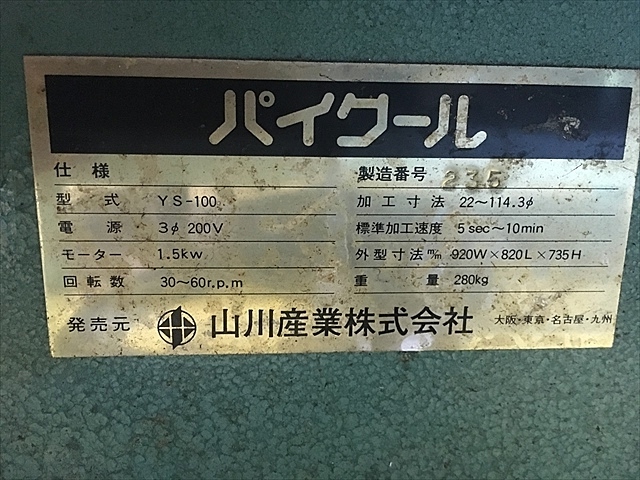 パイクール
仕様
製造番号 235
型式 YS-100
加工寸法 22～114.3φ
電源 3φ 200V
標準加工速度 5sec～10min
モーター 1.5kw
外型寸法 m/m 920W×820L×735H
回転数 30～60r.p.m
重量 280kg
発売元 山川産業株式会社 大阪・東京・名古屋・九州